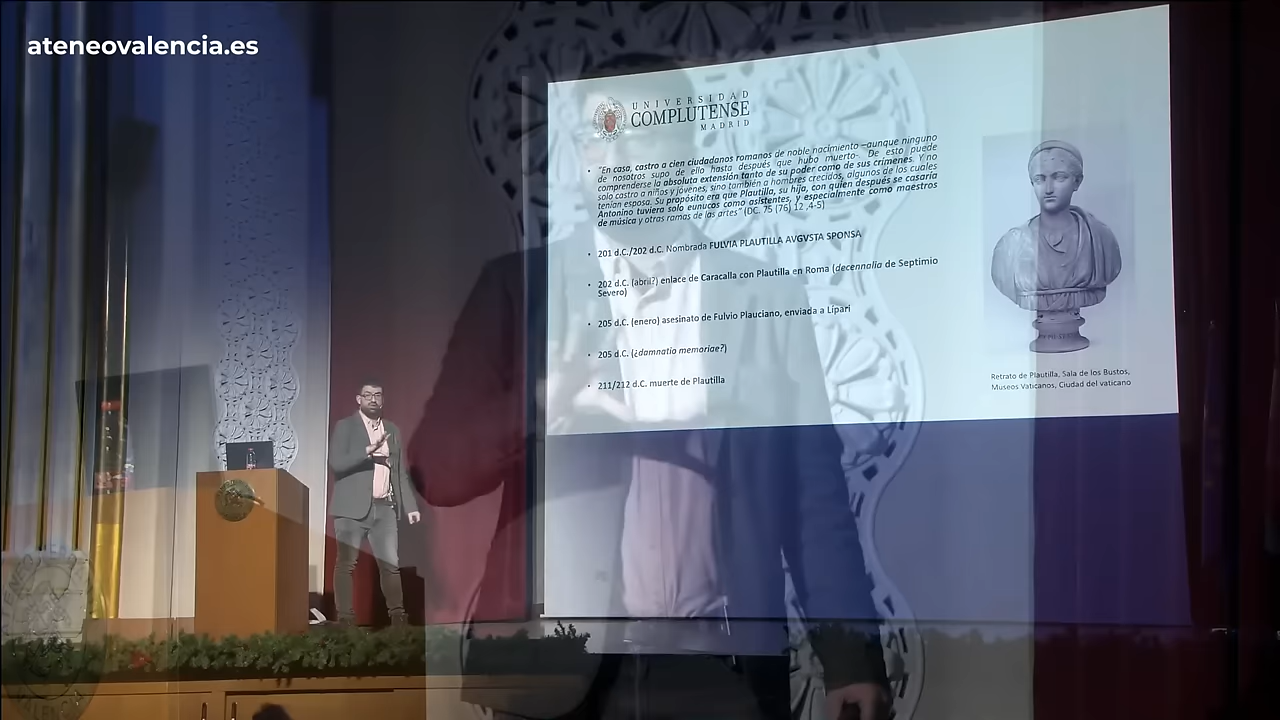 ateneovalencia.es
UNIVERSIDAD
COMPLUTENSE
MADRID
• "En casa, castro a cien ciudadanos romanos de noble nacimiento –aunque ninguno
de nosotros supo de ello hasta después que hubo muerto-. De esto puede
comprenderse la absoluta extensión tanto de su poder como de sus crímenes. Y no
solo castro a niños y jóvenes, sino también a hombres crecidos, algunos de los cuales
tenían esposa. Su propósito era que Plautilla, su hija, con quien después se casaría
Antonino tuviera solo eunucos como asistentes, y especialmente como maestros
de música y otras ramas de las artes" (DC. 75 [76] 12.,4-5)
• 201 d.C./202 d.C. Nombrada FULVIA PLAUTILLA AVGVSTA SPONSA
• 202 d.C. (abril?) enlace de Caracalla con Plautilla en Roma (decennalia de Septimio
Severo)
• 205 d.C. (enero) asesinato de Fulvio Plauciano, enviada a Lípari
• 205 d.C. (¿damnatio memoriae?)
• 211/212 d.C. muerte de Plautilla
Retrato de Plautilla, Sala de los Bustos,
Museos Vaticanos, Ciudad del vaticano